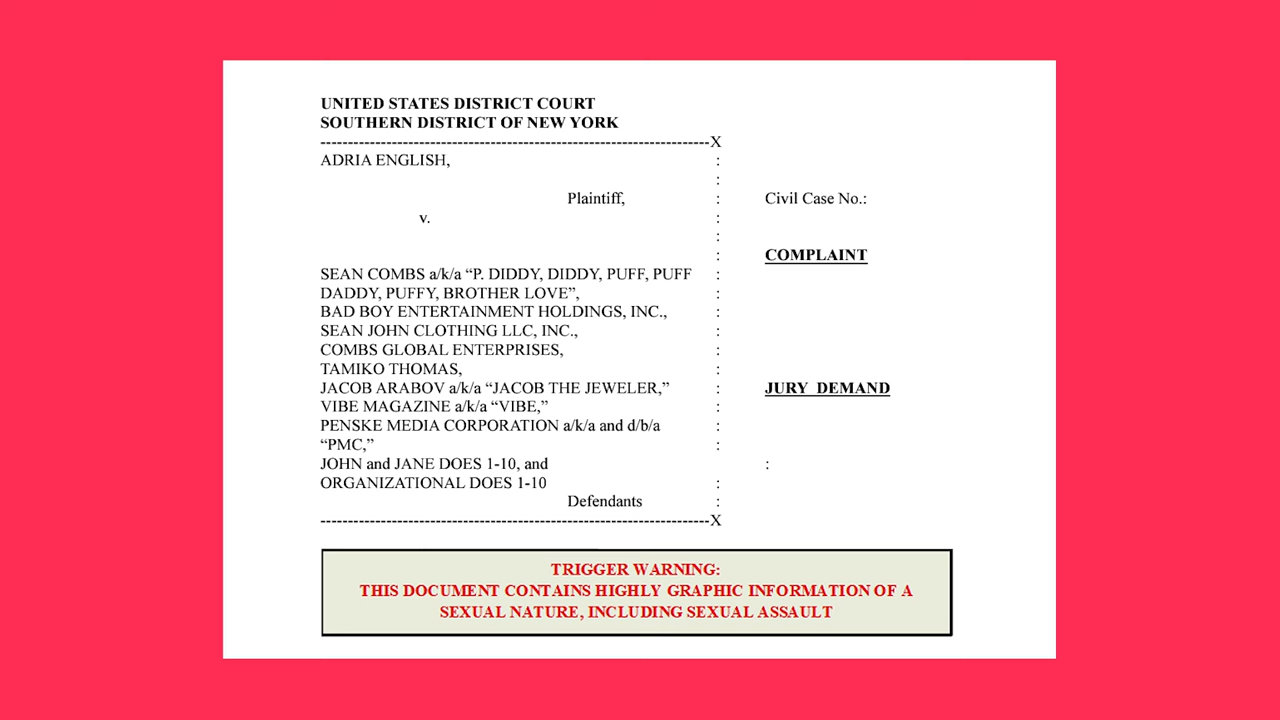 UNITED STATES DISTRICT COURT
SOUTHERN DISTRICT OF NEW YORK
-----------------------------------------------------------------------X
ADRIA ENGLISH, :
:
Plaintiff, : Civil Case No.:
v. :
:
: COMPLAINT
SEAN COMBS a/k/a “P. DIDDY, DIDDY, PUFF, PUFF :
DADDY, PUFFY, BROTHER LOVE”, :
BAD BOY ENTERTAINMENT HOLDINGS, INC., :
SEAN JOHN CLOTHING LLC, INC., :
COMBS GLOBAL ENTERPRISES, :
TAMIKO THOMAS, :
JACOB ARABOV a/k/a “JACOB THE JEWELER,” : JURY DEMAND
VIBE MAGAZINE a/k/a “VIBE,” :
PENSKE MEDIA CORPORATION a/k/a and d/b/a :
“PMC,” :
JOHN and JANE DOES 1-10, and :
ORGANIZATIONAL DOES 1-10 :
Defendants :
-----------------------------------------------------------------------X
TRIGGER WARNING:
THIS DOCUMENT CONTAINS HIGHLY GRAPHIC INFORMATION OF A
SEXUAL NATURE, INCLUDING SEXUAL ASSAULT